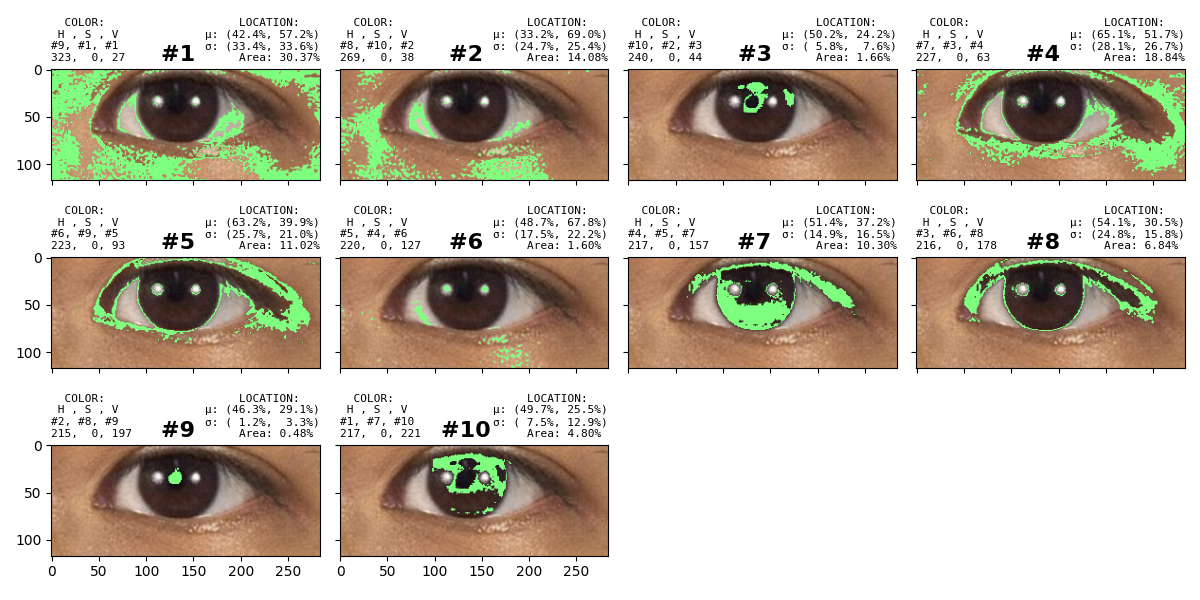 COLOR: LOCATION:
H , S , V μ: (42.4%, 57.2%)
#9, #1, #1 #1 σ: (33.4%, 33.6%)
323, 0, 27 Area: 30.37%
COLOR: LOCATION:
H , S , V μ: (33.2%, 69.0%)
#8, #10, #2 #2 σ: (24.7%, 25.4%)
269, 0, 38 Area: 14.08%
COLOR: LOCATION:
H , S , V μ: (50.2%, 24.2%)
#10, #2, #3 #3 σ: ( 5.8%, 7.6%)
240, 0, 44 Area: 1.66%
COLOR: LOCATION:
H , S , V μ: (65.1%, 51.7%)
#7, #3, #4 #4 σ: (28.1%, 26.7%)
227, 0, 63 Area: 18.84%
0
50
100
COLOR: LOCATION:
H , S , V μ: (63.2%, 39.9%)
#6, #9, #5 #5 σ: (25.7%, 21.0%)
223, 0, 93 Area: 11.02%
COLOR: LOCATION:
H , S , V μ: (48.7%, 67.8%)
#5, #4, #6 #6 σ: (17.5%, 22.2%)
220, 0, 127 Area: 1.60%
COLOR: LOCATION:
H , S , V μ: (51.4%, 37.2%)
#4, #5, #7 #7 σ: (14.9%, 16.5%)
217, 0, 157 Area: 10.30%
COLOR: LOCATION:
H , S , V μ: (54.1%, 30.5%)
#3, #6, #8 #8 σ: (24.8%, 15.8%)
216, 0, 178 Area: 6.84%
0
50
100
COLOR: LOCATION:
H , S , V μ: (46.3%, 29.1%)
#2, #8, #9 #9 σ: ( 1.2%, 3.3%)
215, 0, 197 Area: 0.48%
COLOR: LOCATION:
H , S , V μ: (49.7%, 25.5%)
#1, #7, #10 #10 σ: ( 7.5%, 12.9%)
217, 0, 221 Area: 4.80%
0
50
100
0 50 100 150 200 250
0 50 100 150 200 250